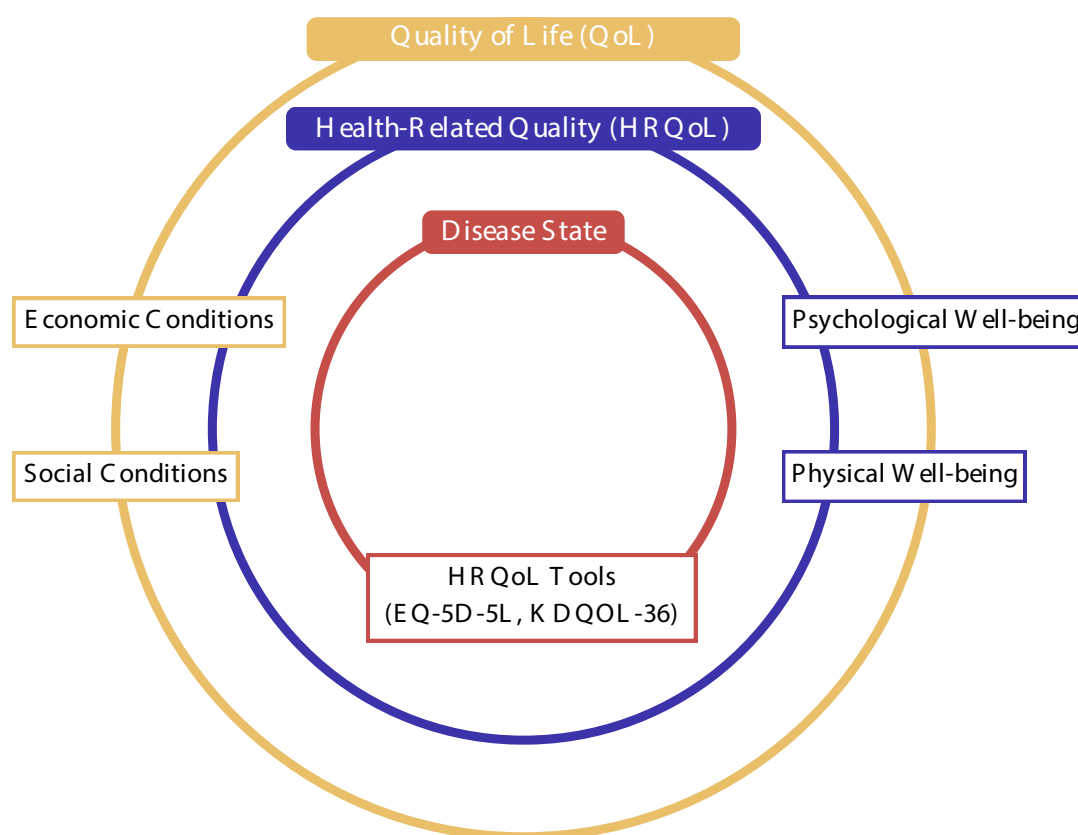 Quality of Life (QoL)
Health-Related Quality (HRQoL)
Disease State
Economic Conditions
Psychological Well-being
Social Conditions
Physical Well-being
HRQoL Tools
(EQ-5D-5L, KDQOL-36)